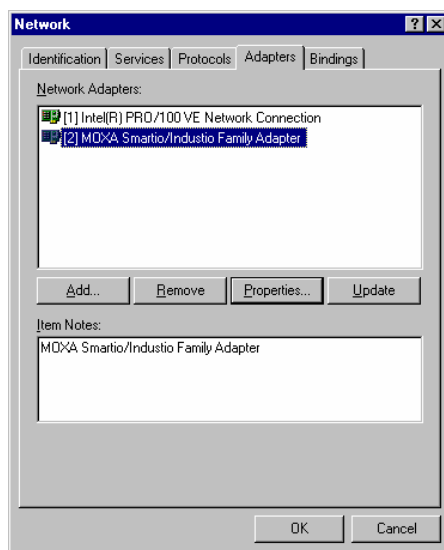 Network
Identification Services Protocols Adapters Bindings
Network Adapters:
[1] Intel(R) PRO/100 VE Network Connection
[2] MOXA Smartio/Industio Family Adapter
Add... Remove Properties... Update
Item Notes:
MOXA Smartio/Industio Family Adapter
OK Cancel